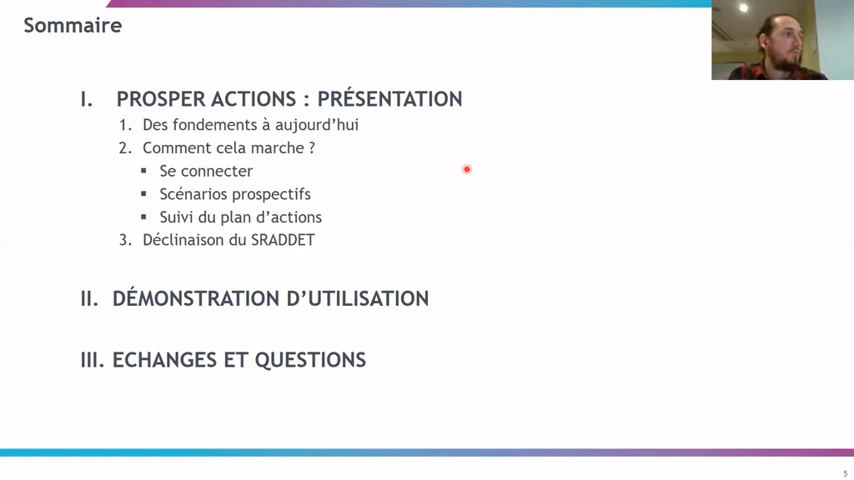 Sommaire
I. PROSPER ACTIONS : PRÉSENTATION
1. Des fondements à aujourd'hui
2. Comment cela marche ?
▪ Se connecter
▪ Scénarios prospectifs
▪ Suivi du plan d'actions
3. Déclinaison du SRADDET
II. DÉMONSTRATION D'UTILISATION
III. ECHANGES ET QUESTIONS
5